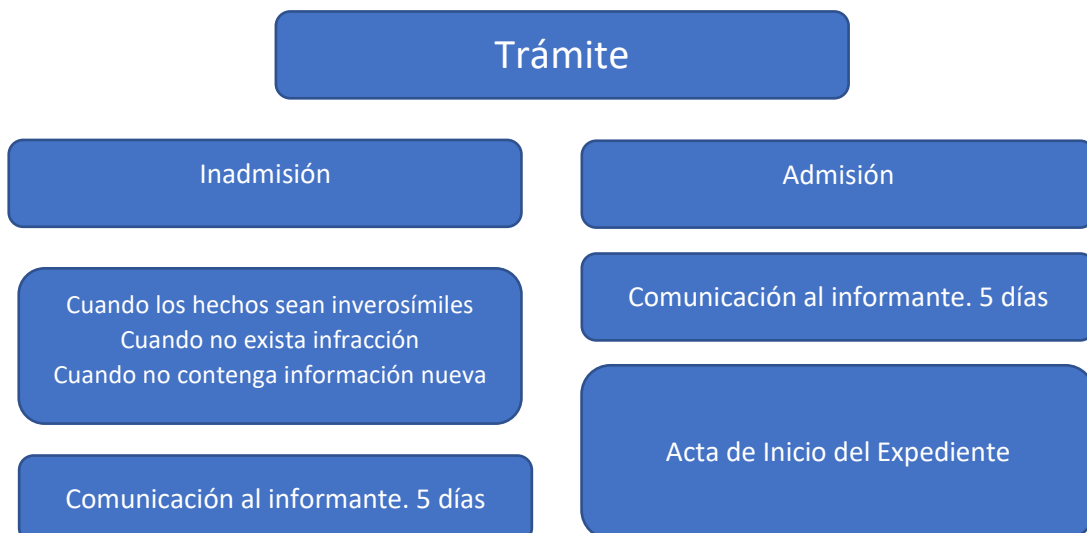 Trámite
Inadmisión
Cuando los hechos sean inverosímiles
Cuando no exista infracción
Cuando no contenga información nueva
Comunicación al informante. 5 días
Admisión
Comunicación al informante. 5 días
Acta de Inicio del Expediente